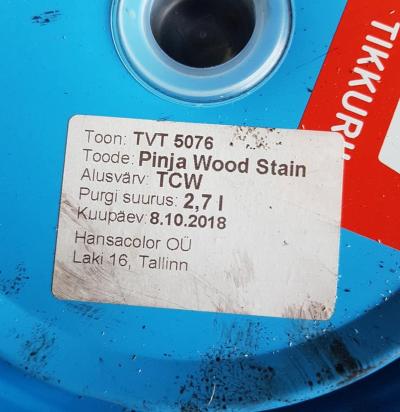 TIKKURIL
Toon: TVT 5076
Toode: Pinja Wood Stain
Alusvärv: TCW
Purgi suurus: 2,7 l
Kuupäev: 8.10.2018
Hansacolor OÜ
Laki 16, Tallinn